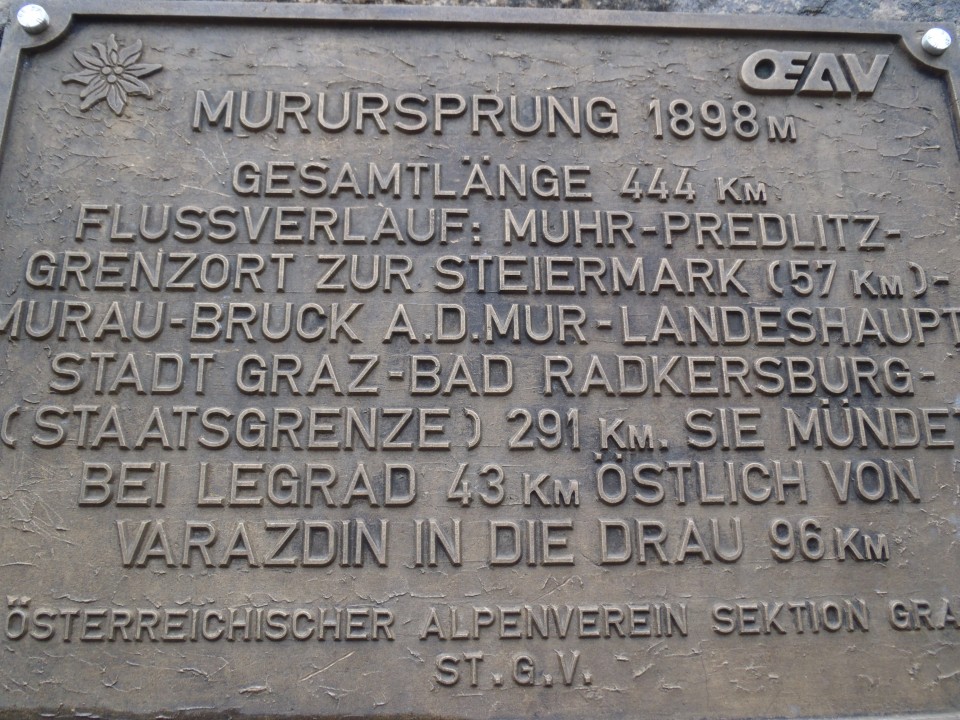 ŒAV
MURURSPRUNG 1898 M
GESAMTLÄNGE 444 KM
FLUSSVERLAUF: MUHR-PREDLITZ-
GRENZORT ZUR STEIERMARK (57 KM)-
MURAU-BRUCK A.D.MUR-LANDESHAUPT
STADT GRAZ-BAD RADKERSBURG-
(STAATSGRENZE) 291 KM. SIE MÜNDET
BEI LEGRAD 43 KM ÖSTLICH VON
VARAZDIN IN DIE DRAU 96 KM
ÖSTERREICHISCHER ALPENVEREIN SEKTION GRA
ST.G.V.